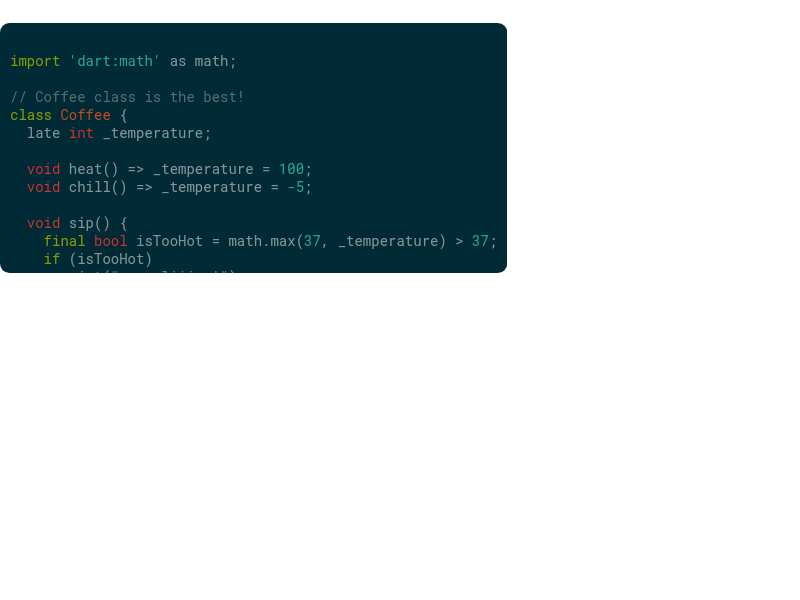 import 'dart:math' as math;
// Coffee class is the best!
class Coffee {
late int _temperature;
void heat() => _temperature = 100;
void chill() => _temperature = -5;
void sip() {
final bool isTooHot = math.max(37, _temperature) > 37;
if (isTooHot)